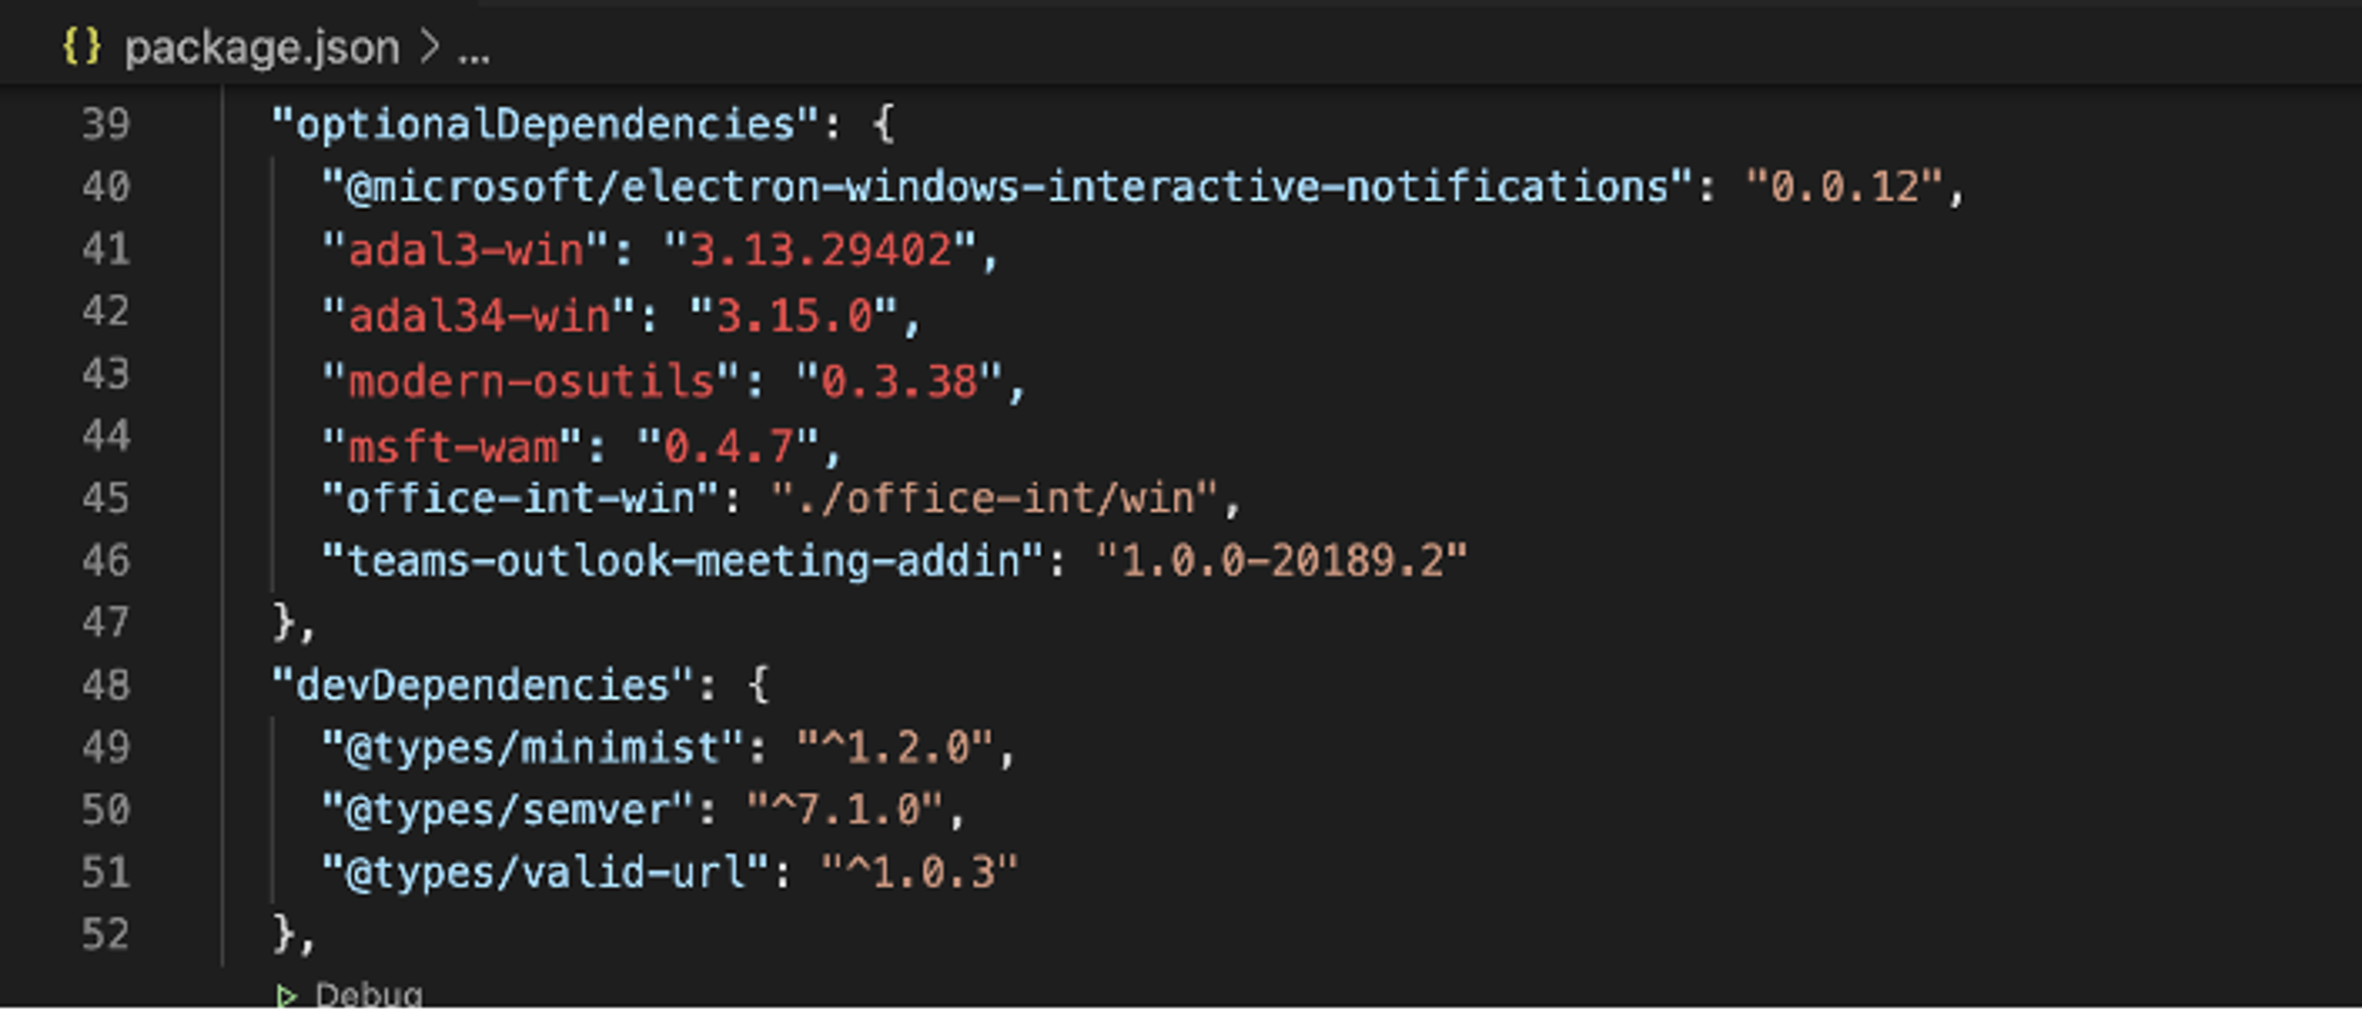 {} package.json > ...
39 "optionalDependencies": {
40 "@microsoft/electron-windows-interactive-notifications": "0.0.12",
41 "adal3-win": "3.13.29402",
42 "adal34-win": "3.15.0",
43 "modern-osutils": "0.3.38",
44 "msft-wam": "0.4.7",
45 "office-int-win": "./office-int/win",
46 "teams-outlook-meeting-addin": "1.0.0-20189.2"
47 },
48 "devDependencies": {
49 "@types/minimist": "^1.2.0",
50 "@types/semver": "^7.1.0",
51 "@types/valid-url": "^1.0.3"
52 },
Debug